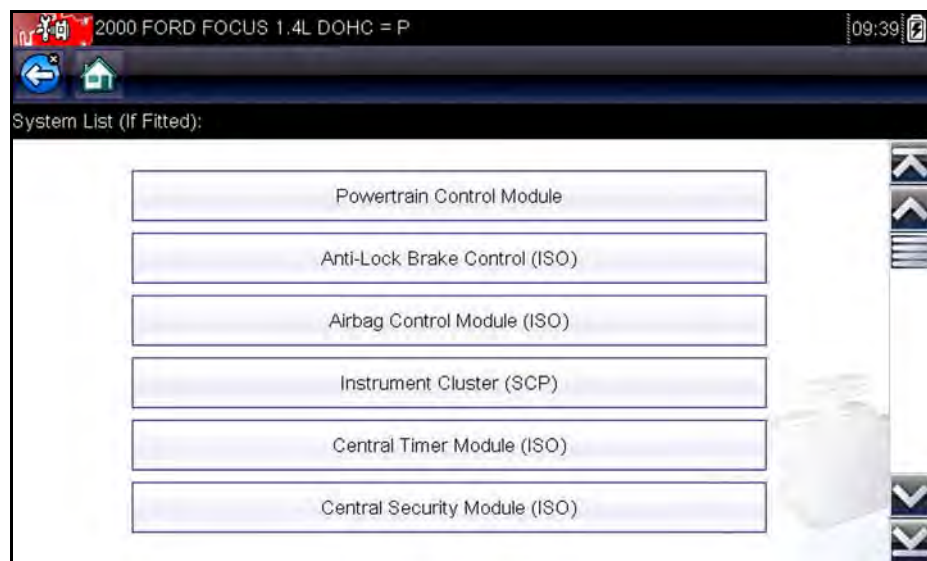 2000 FORD FOCUS 1.4L DOHC = P
09:39
System List (If Fitted):
Powertrain Control Module
Anti-Lock Brake Control (ISO)
Airbag Control Module (ISO)
Instrument Cluster (SCP)
Central Timer Module (ISO)
Central Security Module (ISO)